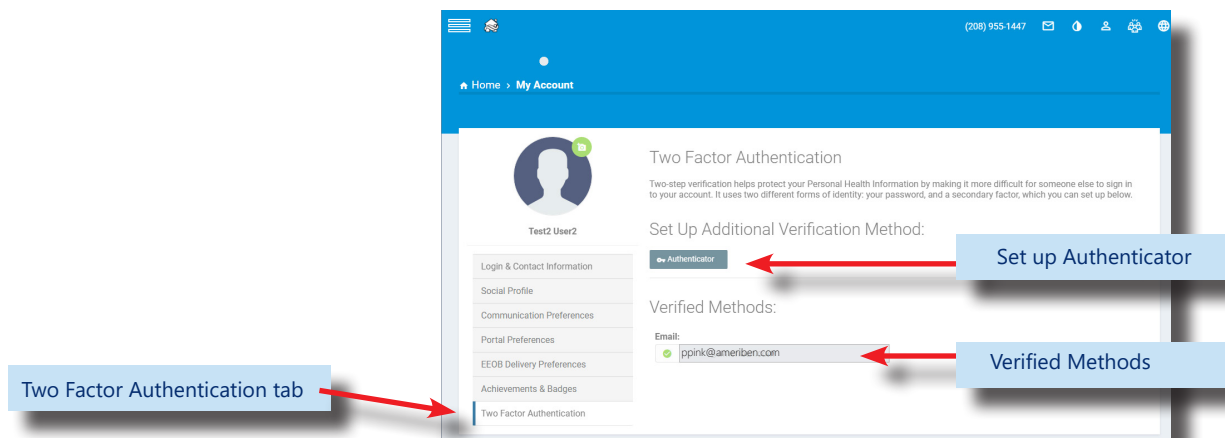 (208) 955-1447
Home › My Account
Two Factor Authentication
Two-step verification helps protect your Personal Health Information by making it more difficult for someone else to sign in
to your account. It uses two different forms of identity: your password, and a secondary factor, which you can set up below.
Test2 User2
Set Up Additional Verification Method:
Authenticator
Set up Authenticator
Login & Contact Information
Social Profile
Communication Preferences
Portal Preferences
EEOB Delivery Preferences
Achievements & Badges
Two Factor Authentication
Verified Methods:
Email:
ppink@ameriben.com
Verified Methods
Two Factor Authentication tab